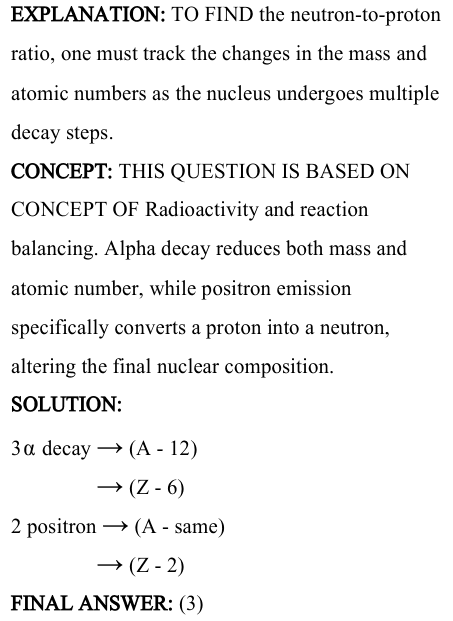 EXPLANATION: TO FIND the neutron-to-proton
ratio, one must track the changes in the mass and
atomic numbers as the nucleus undergoes multiple
decay steps.
CONCEPT: THIS QUESTION IS BASED ON
CONCEPT OF Radioactivity and reaction
balancing. Alpha decay reduces both mass and
atomic number, while positron emission
specifically converts a proton into a neutron,
altering the final nuclear composition.
SOLUTION:
3α decay → (A - 12)
→ (Z - 6)
2 positron → (A - same)
→ (Z - 2)
FINAL ANSWER: (3)